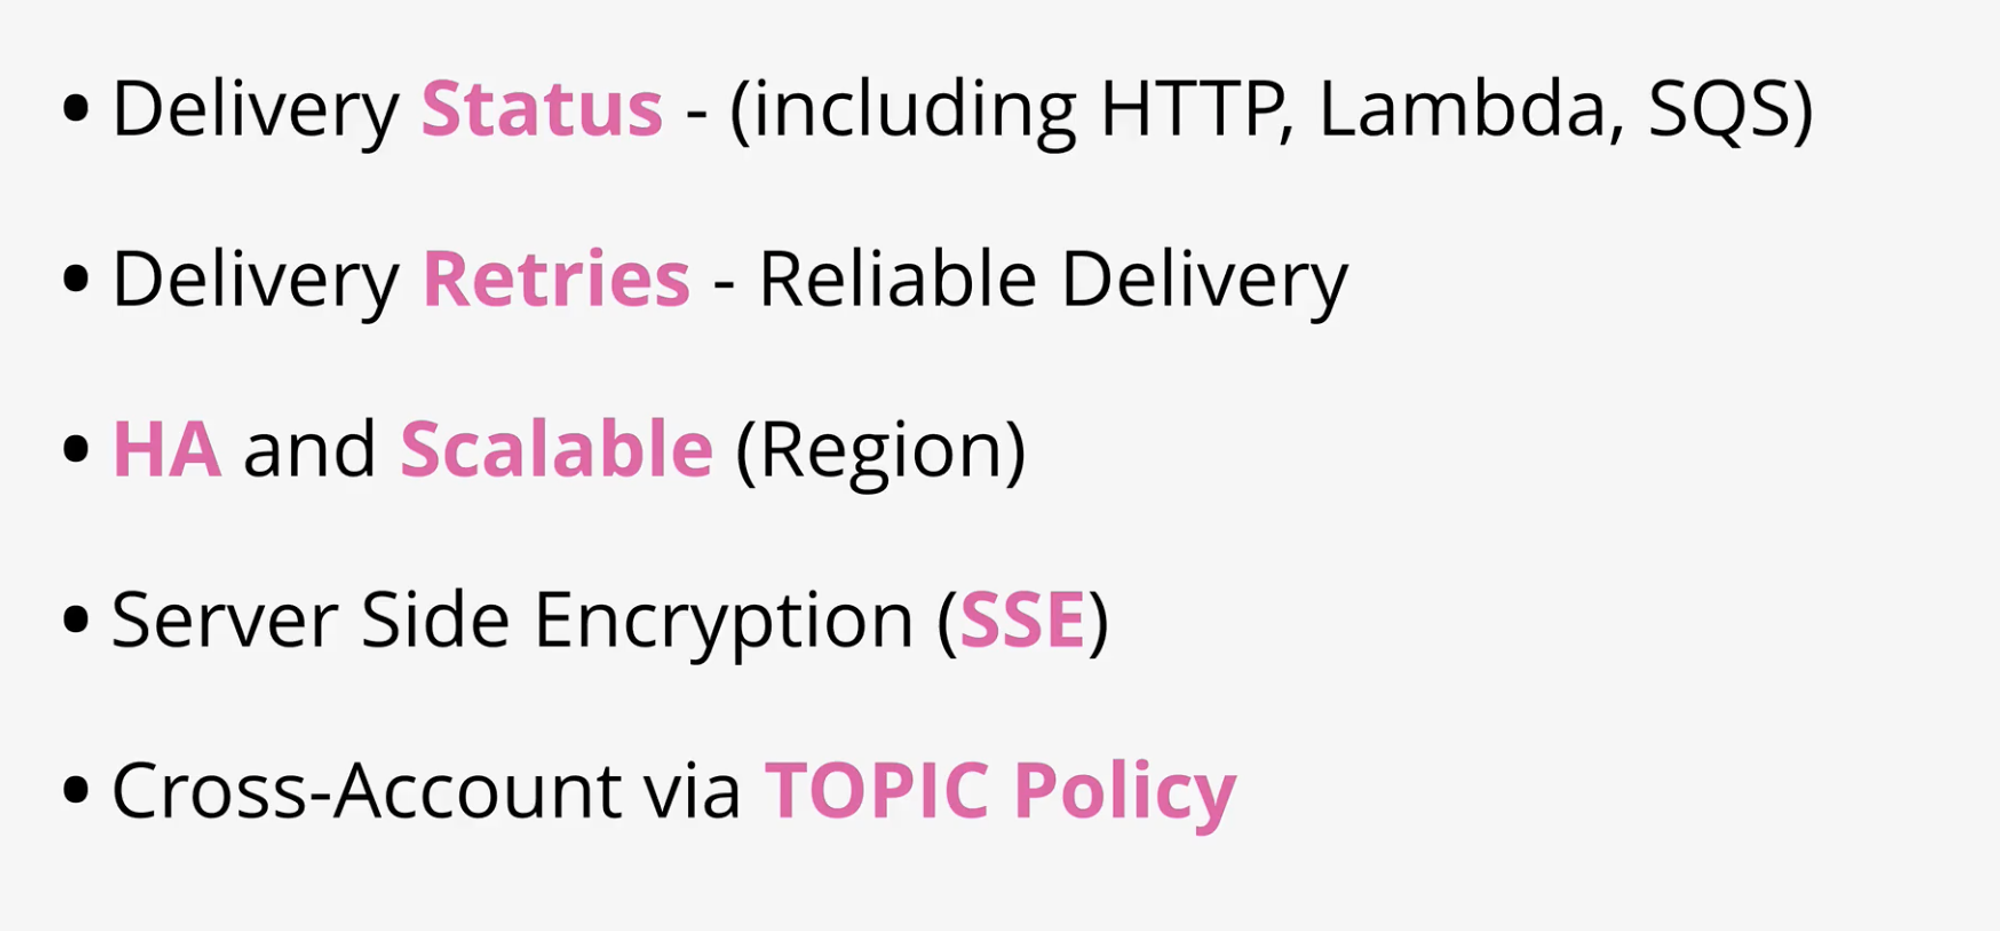 • Delivery Status - (including HTTP, Lambda, SQS)
• Delivery Retries - Reliable Delivery
• HA and Scalable (Region)
• Server Side Encryption (SSE)
• Cross-Account via TOPIC Policy